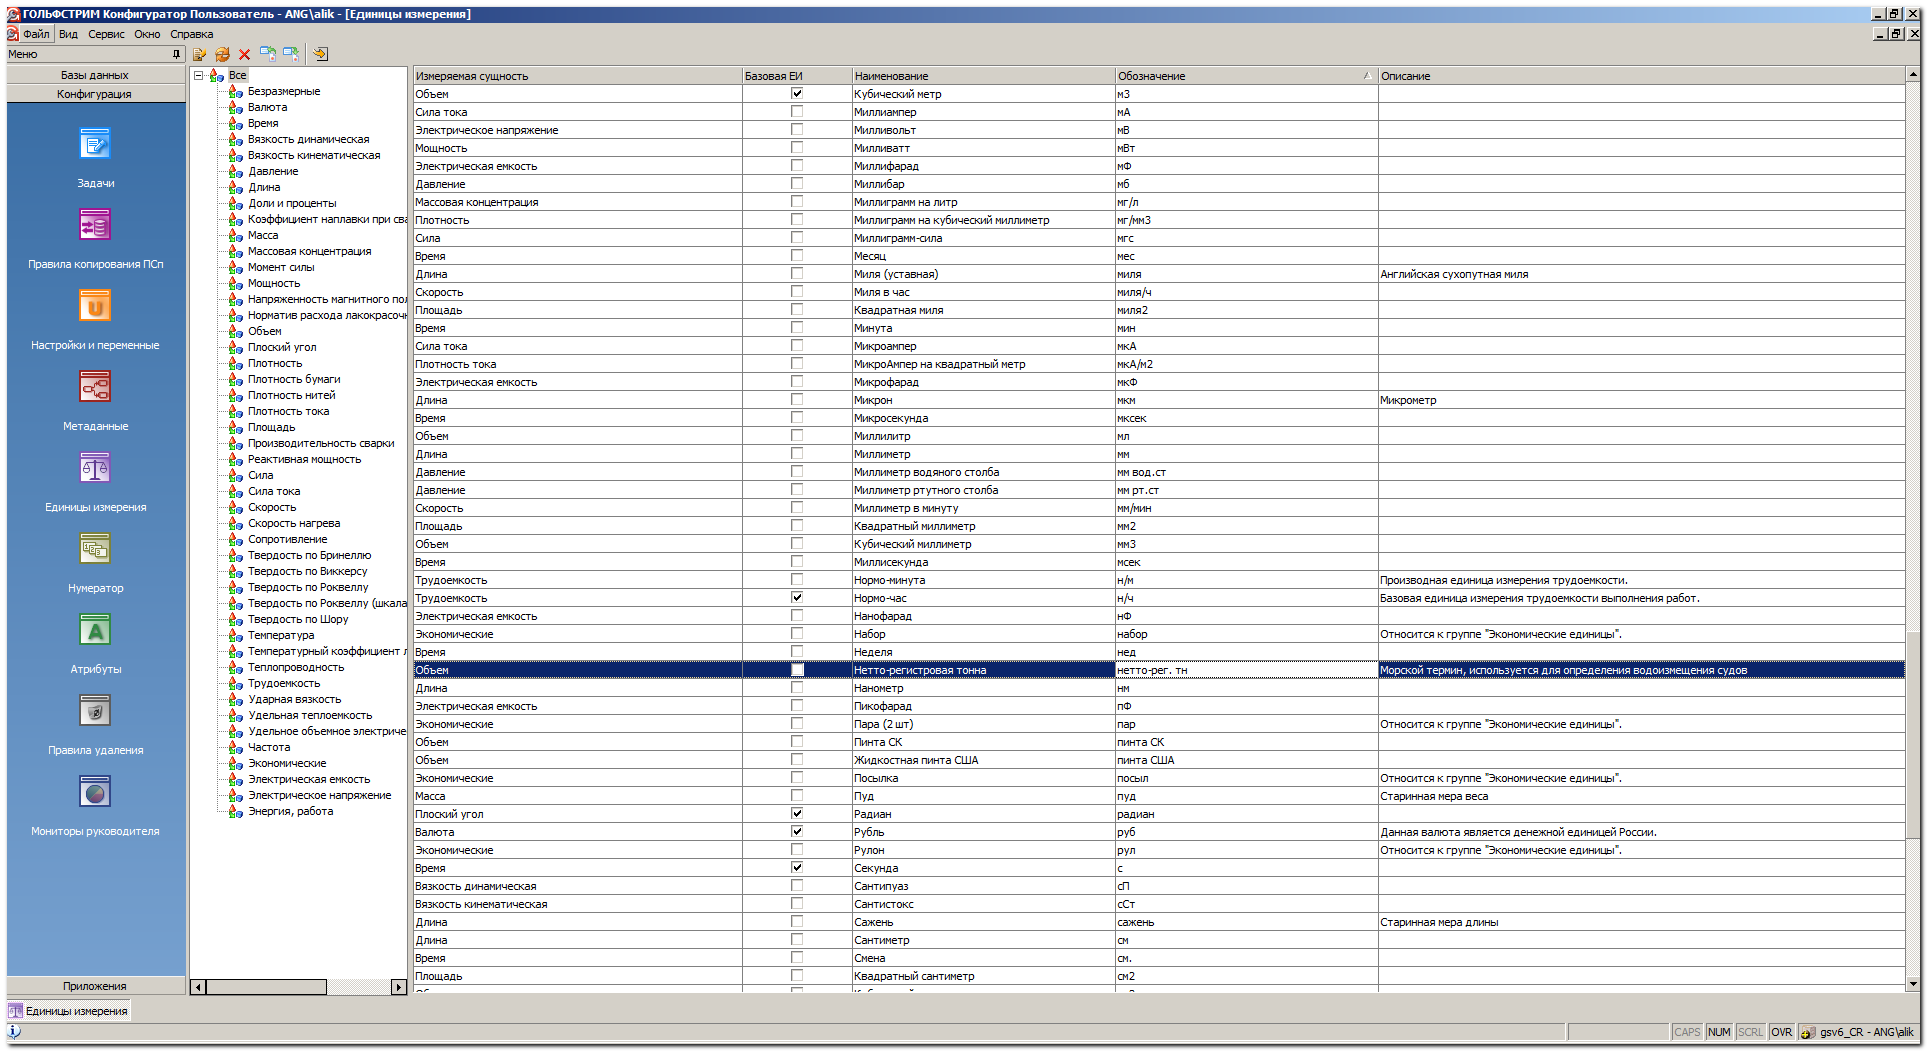 ГОЛЬФСТРИМ Конфигуратор Пользователь - ANG\alik - [Единицы измерения]
Файл Вид Сервис Окно Справка
Меню
Базы данных
Конфигурация
Задачи
Правила копирования ПСп
Настройки и переменные
Метаданные
Единицы измерения
Нумератор
Атрибуты
Правила удаления
Мониторы руководителя
Приложения
Все
Безразмерные
Валюта
Время
Вязкость динамическая
Вязкость кинематическая
Давление
Длина
Доли и проценты
Коэффициент наплавки при сва
Масса
Массовая концентрация
Момент силы
Мощность
Напряженность магнитного пол
Норматив расхода лакокрасочн
Объем
Плоский угол
Плотность
Плотность бумаги
Плотность нитей
Плотность тока
Площадь
Производительность сварки
Реактивная мощность
Сила
Сила тока
Скорость
Скорость нагрева
Сопротивление
Твердость по Бринеллю
Твердость по Виккерсу
Твердость по Роквеллу
Твердость по Роквеллу (шкала
Твердость по Шору
Температура
Температурный коэффициент л
Теплопроводность
Трудоемкость
Ударная вязкость
Удельная теплоемкость
Удельное объемное электриче
Частота
Экономические
Электрическая емкость
Электрическое напряжение
Энергия, работа
Измеряемая сущность Базовая ЕИ Наименование Обозначение Описание
Объем Кубический метр м3
Сила тока Миллиампер мА
Электрическое напряжение Милливольт мВ
Мощность Милливатт мВт
Электрическая емкость Миллифарад мФ
Давление Миллибар мб
Массовая концентрация Миллиграмм на литр мг/л
Плотность Миллиграмм на кубический миллиметр мг/мм3
Сила Миллиграмм-сила мгс
Время Месяц мес
Длина Миля (уставная) миля Английская сухопутная миля
Скорость Миля в час миля/ч
Площадь Квадратная миля миля2
Время Минута мин
Сила тока Микроампер мкА
Плотность тока МикроАмпер на квадратный метр мкА/м2
Электрическая емкость Микрофарад мкФ
Длина Микрон мкм Микрометр
Время Микросекунда мксек
Объем Миллилитр мл
Длина Миллиметр мм
Давление Миллиметр водяного столба мм вод.ст
Давление Миллиметр ртутного столба мм рт.ст
Скорость Миллиметр в минуту мм/мин
Площадь Квадратный миллиметр мм2
Объем Кубический миллиметр мм3
Время Миллисекунда мсек
Трудоемкость Нормо-минута н/м Производная единица измерения трудоемкости.
Трудоемкость Нормо-час н/ч Базовая единица измерения трудоемкости выполнения работ.
Электрическая емкость Нанофарад нФ
Экономические Набор набор Относится к группе "Экономические единицы".
Время Неделя нед
Объем Нетто-регистровая тонна нетто-рег. тн Морской термин, используется для определения водоизмещения судов
Длина Нанометр нм
Электрическая емкость Пикофарад пФ
Экономические Пара (2 шт) пар Относится к группе "Экономические единицы".
Объем Пинта СК пинта СК
Объем Жидкостная пинта США пинта США
Экономические Посылка посыл Относится к группе "Экономические единицы".
Масса Пуд пуд Старинная мера веса
Плоский угол Радиан радиан
Валюта Рубль руб Данная валюта является денежной единицей России.
Экономические Рулон рул Относится к группе "Экономические единицы".
Время Секунда с
Вязкость динамическая Сантипуаз сП
Вязкость кинематическая Сантистокс сСт
Длина Сажень сажень Старинная мера длины
Длина Сантиметр см
Время Смена см.
Площадь Квадратный сантиметр см2
Единицы измерения
CAPS NUM SCRL OVR gsv6_CR - ANG\alik